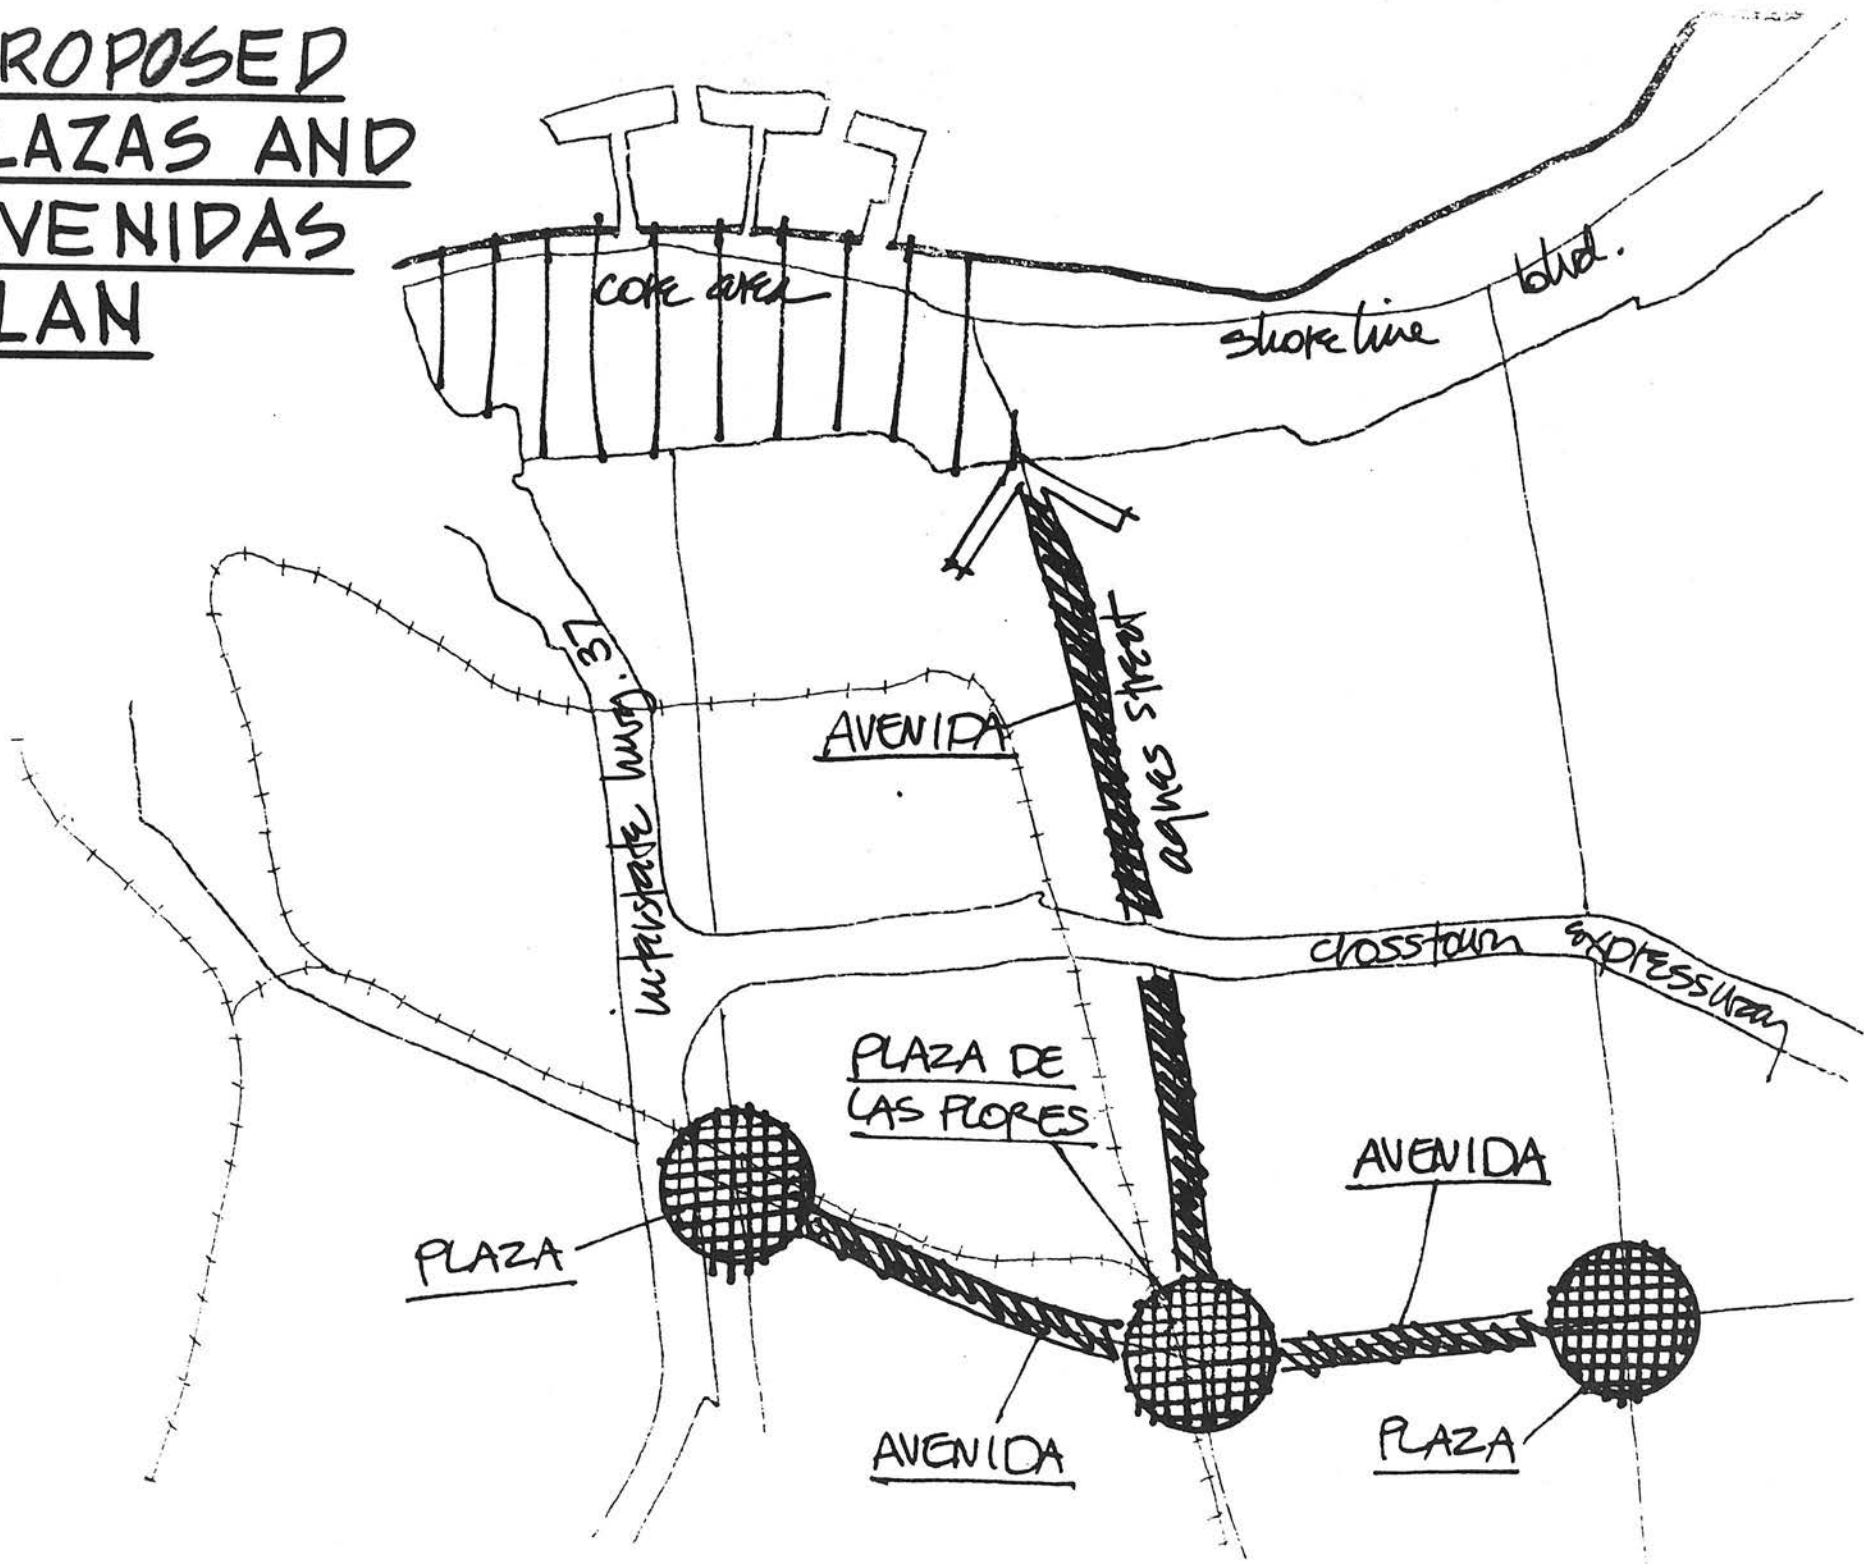 ROPOSED
LAZAS AND
VENIDAS
LAN
core area
shoreline blvd.
interstate hwy. 37
AVENIDA
agnes street
crosstown expressway
PLAZA DE
LAS FLORES
AVENIDA
PLAZA
AVENIDA
PLAZA